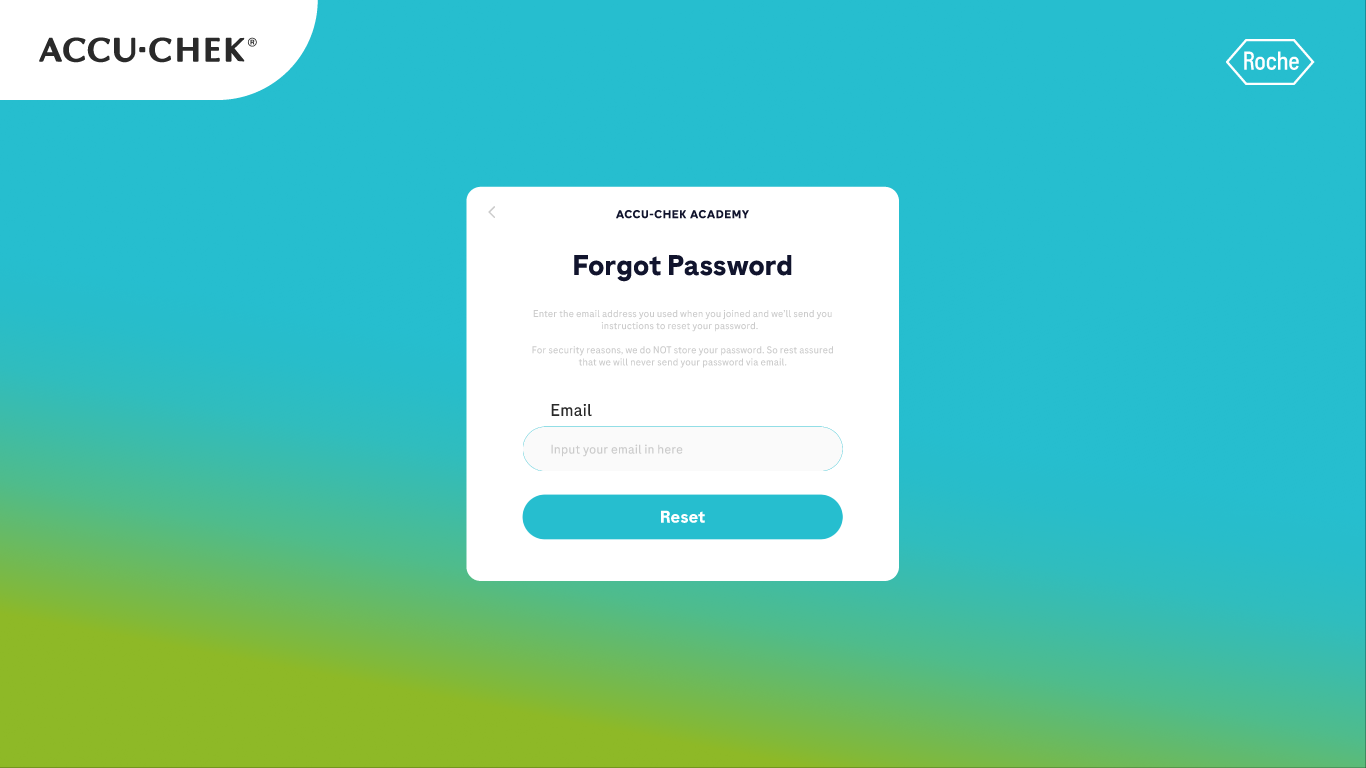 ACCU-CHEK®
Roche
ACCU-CHEK ACADEMY
Forgot Password
Enter the email address you used when you joined and we'll send you
instructions to reset your password.
For security reasons, we do NOT store your password. So rest assured
that we will never send your password via email.
Email
Input your email in here
Reset